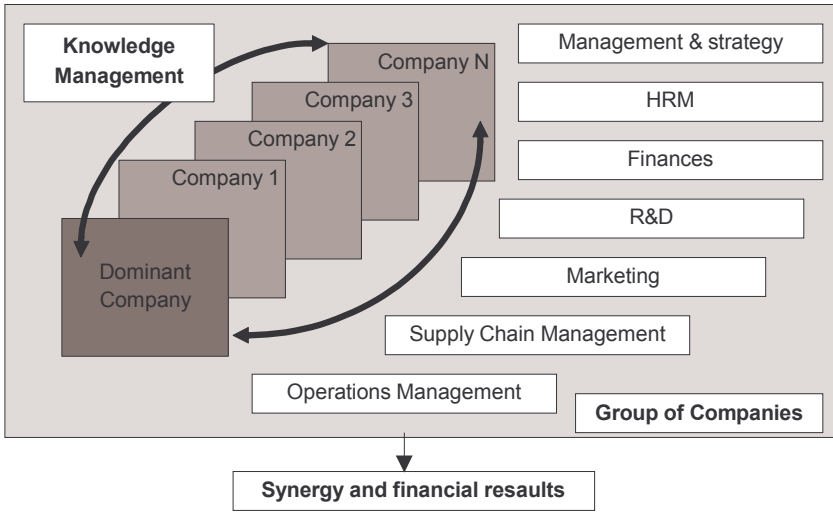 Knowledge
Management
Company N
Company 3
Company 2
Company 1
Dominant
Company
Management & strategy
HRM
Finances
R&D
Marketing
Supply Chain Management
Operations Management
Group of Companies
Synergy and financial resaults